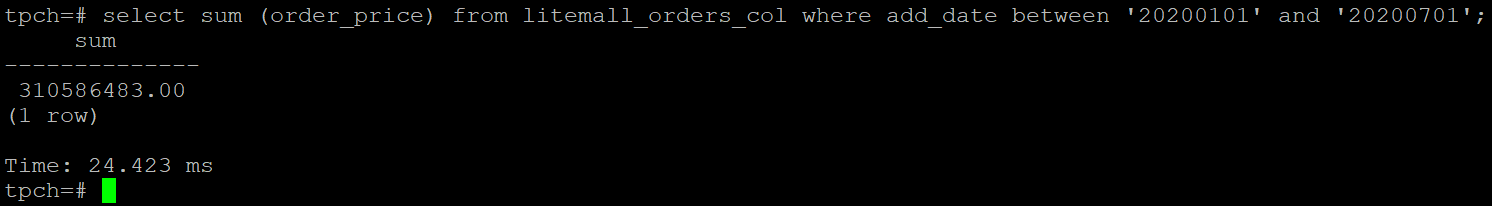 tpch=# select sum (order_price) from litemall_orders_col where add_date between '20200101' and '20200701';
     sum
--------------
 310586483.00
(1 row)

Time: 24.423 ms
tpch=#